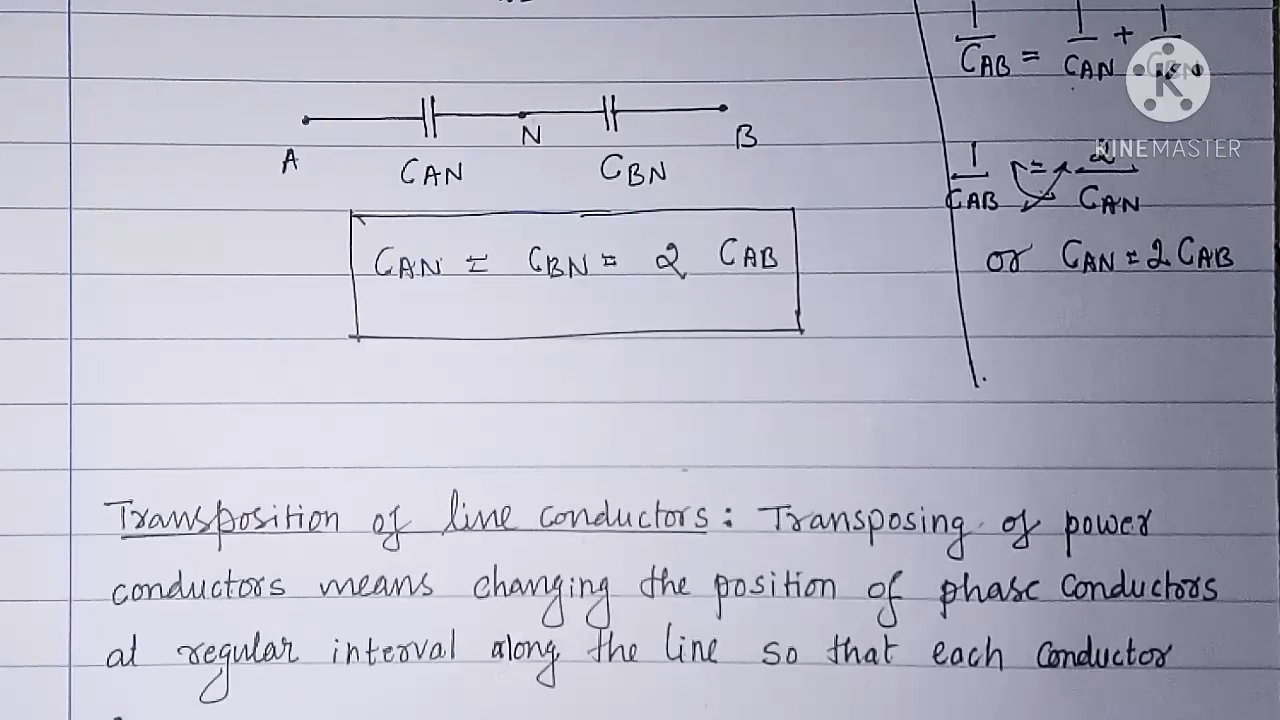 1/CAB = 1/CAN + 1/CBN
A N B
CAN CBN
1/CAB = 2/CAN
CAN = CBN = 2 CAB
or CAN = 2 CAB
KINEMASTER
Transposition of line conductors: Transposing of power
conductors means changing the position of phase conductors
at regular interval along the line so that each conductor